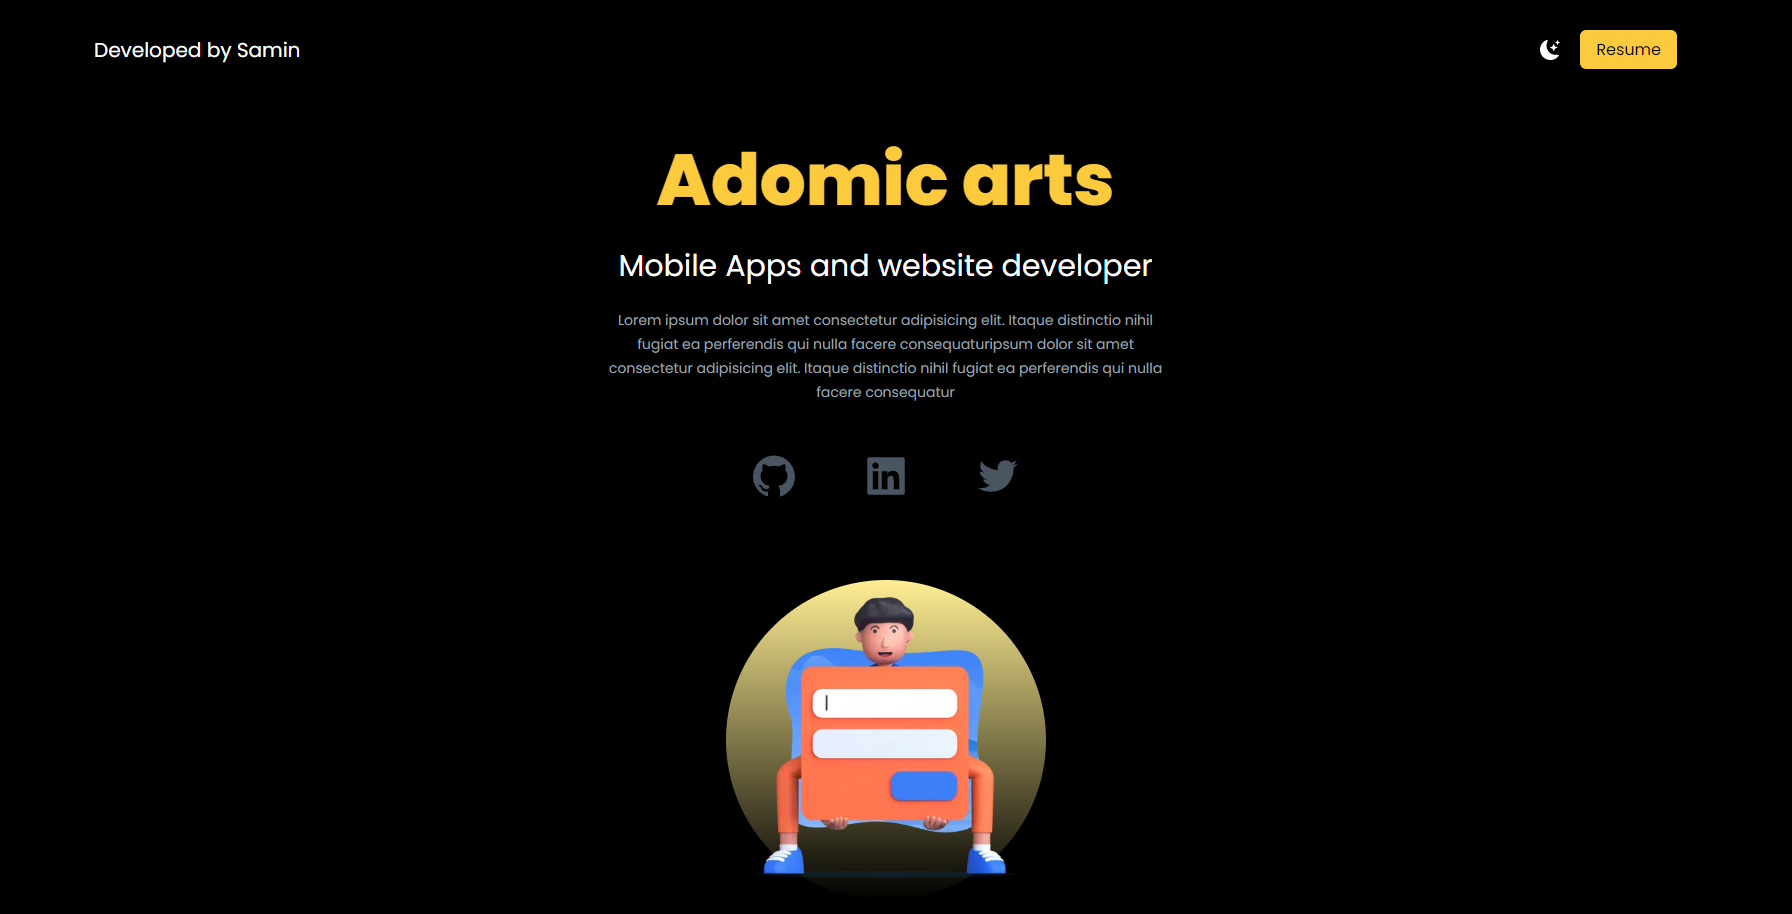 Developed by Samin
Resume
Adomic arts
Mobile Apps and website developer
Lorem ipsum dolor sit amet consectetur adipisicing elit. Itaque distinctio nihil
fugiat ea perferendis qui nulla facere consequaturipsum dolor sit amet
consectetur adipisicing elit. Itaque distinctio nihil fugiat ea perferendis qui nulla
facere consequatur
in